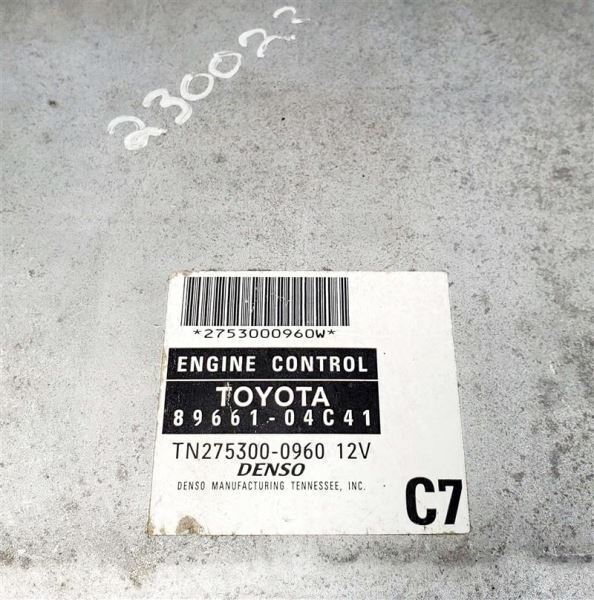 230022
*2753000960W*
ENGINE CONTROL
TOYOTA
89661-04C41
TN275300-0960 12V
DENSO
DENSO MANUFACTURING TENNESSEE, INC.
C7